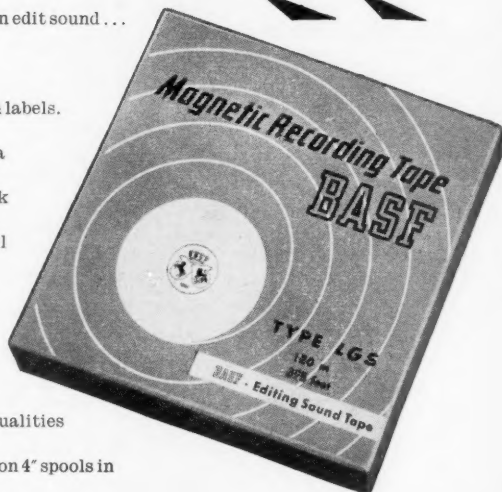 n edit sound ...
labels.
a
k
l
Magnetic Recording Tape
BASF
TYPE LGS
BASF - Editing Sound Tape
ualities
on 4″ spools in